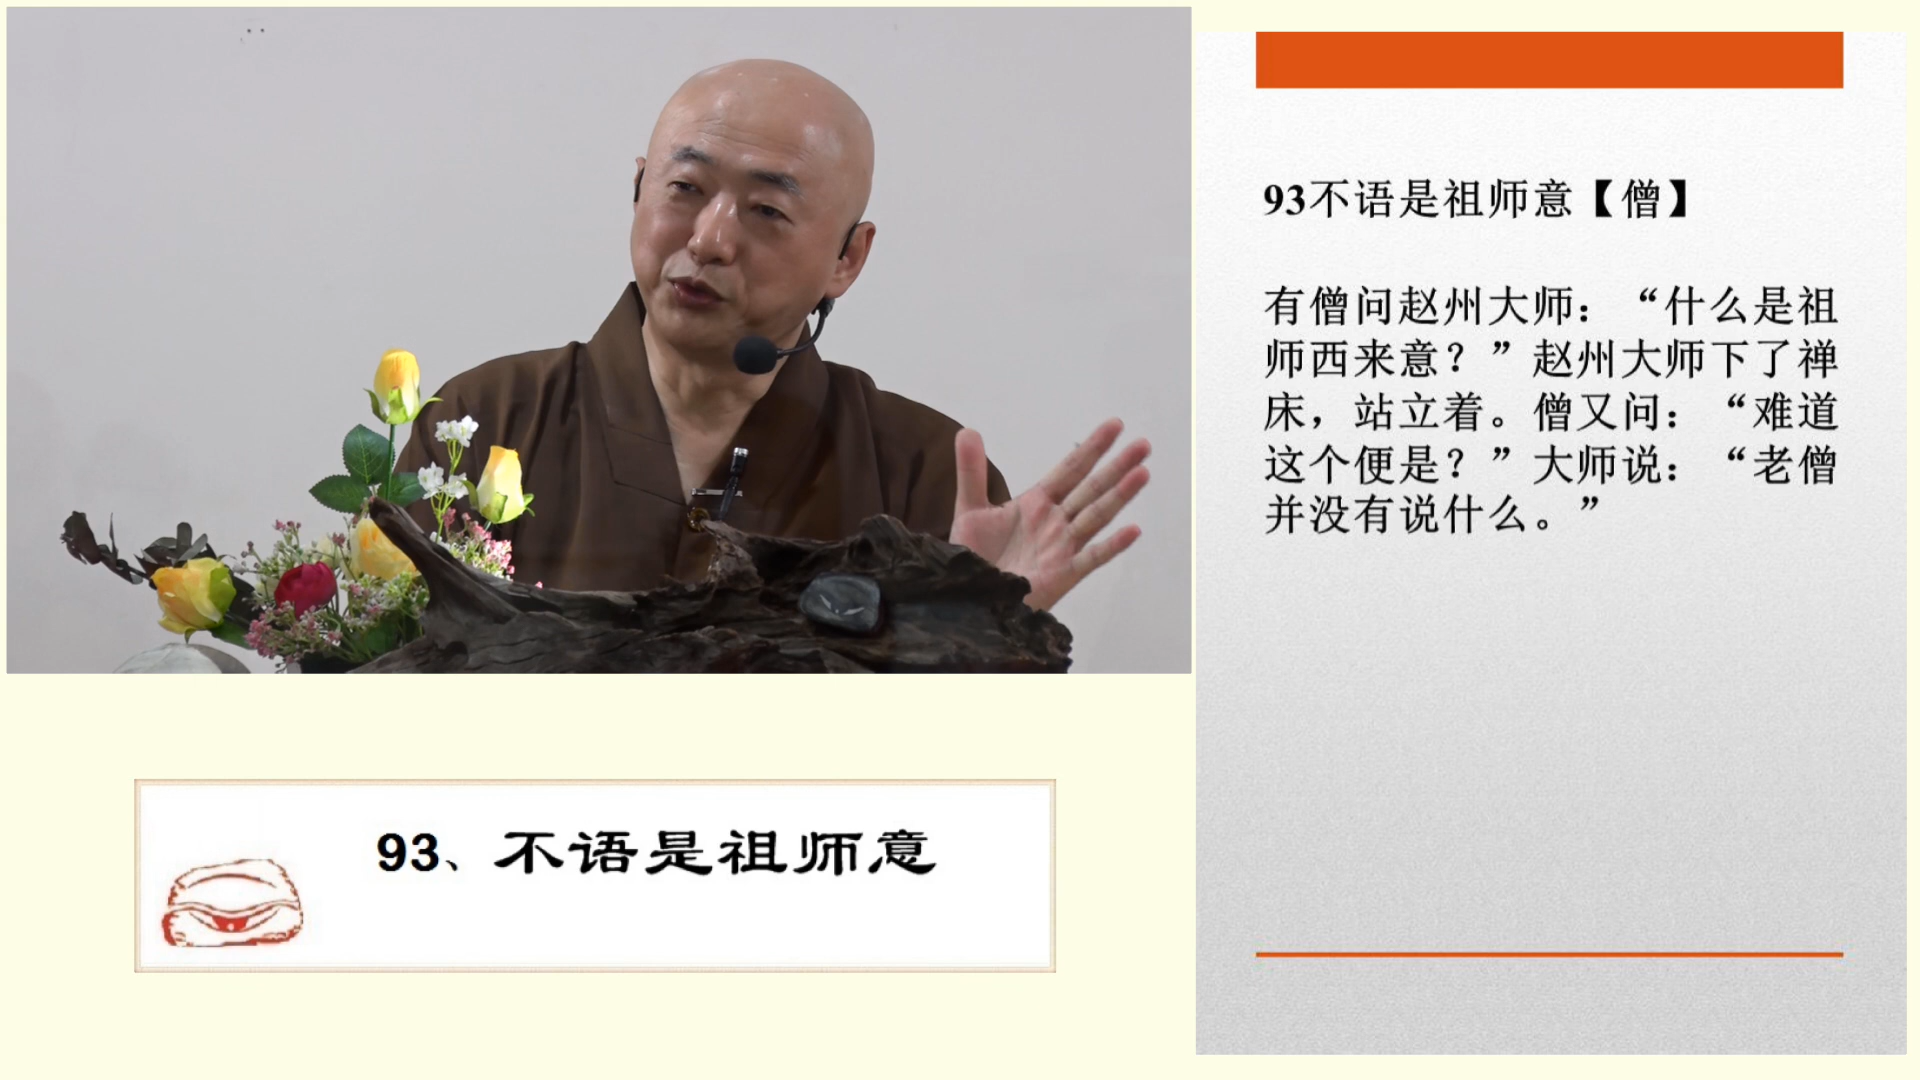 93不语是祖师意【僧】
有僧问赵州大师：“什么是祖
师西来意？”赵州大师下了禅
床，站立着。僧又问：“难道
这个便是？”大师说：“老僧
并没有说什么。”
93、不语是祖师意